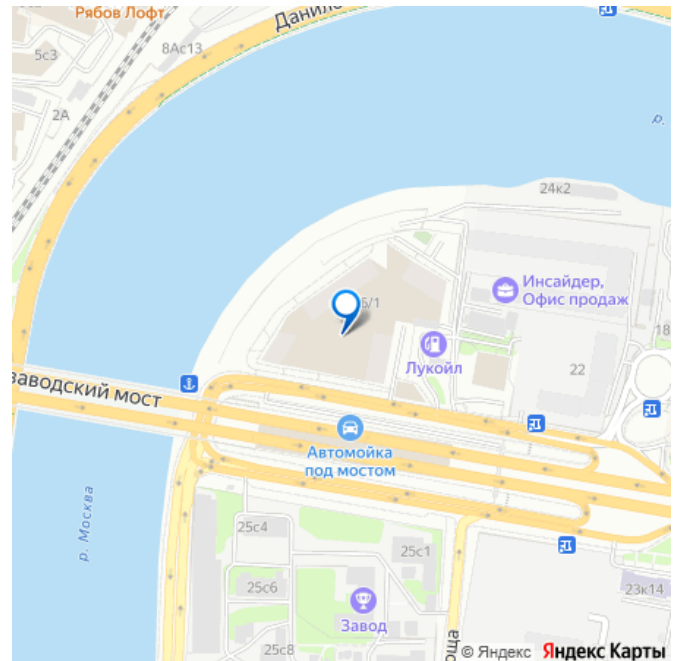 Рябов Лофт
Данило
8Ас13
5с3
2А
р.
24к2
Инсайдер,
Офис продаж
5/1
Лукойл
18
22
заводский мост
Автомойка
под мостом
р. Москва
25с4
25с1
25с6
Завод
23к14
25с8
оща
© Яндекс Яндекс Карты